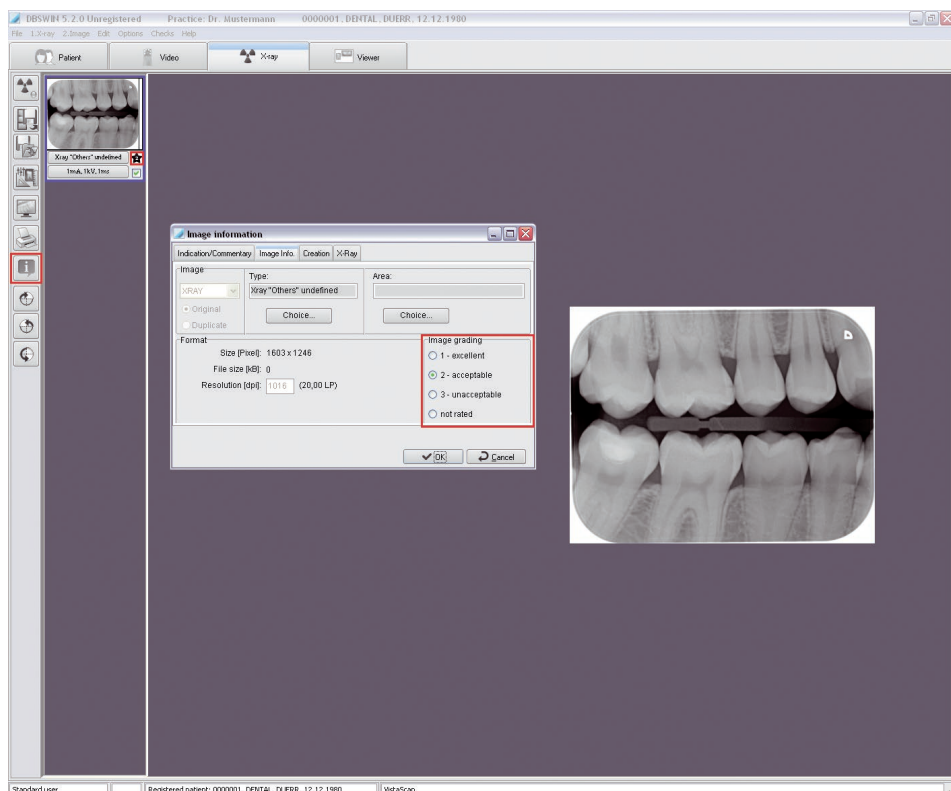 DBSWIN 5.2.0 Unregistered Practice: Dr. Mustermann 0000001, DENTAL, DUERR, 12.12.1980
File 1.X-ray 2.Image Edit Options Checks Help
Patient Video X-ray Viewer
Xray "Others" undefined 2
1mA, 1kV, 1ms
Image information
Indication/Commentary Image Info. Creation X-Ray
Image
Type:
Area:
XRAY
Xray "Others" undefined
Original
Duplicate
Choice...
Choice...
Format
Size [Pixel]: 1603 x 1246
File size [kB]: 0
Resolution [dpi]: 1016 (20,00 LP)
Image grading
1 - excellent
2 - acceptable
3 - unacceptable
not rated
OK Cancel
Standard user Registered patient: 0000001, DENTAL, DUERR, 12.12.1980 VistaScan